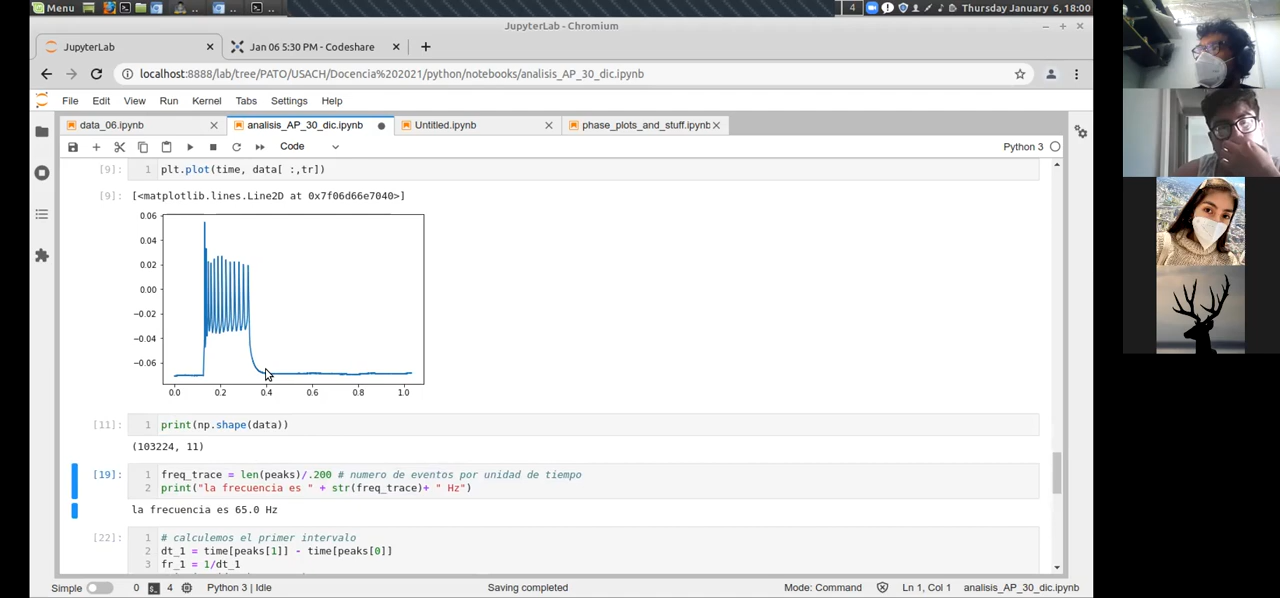 Menu
4
Thursday January 6, 18:00
JupyterLab - Chromium
JupyterLab
Jan 06 5:30 PM - Codeshare
localhost:8888/lab/tree/PATO/USACH/Docencia%202021/python/notebooks/analisis_AP_30_dic.ipynb
File Edit View Run Kernel Tabs Settings Help
data_06.ipynb
analisis_AP_30_dic.ipynb
Untitled.ipynb
phase_plots_and_stuff.ipynb
Code
Python 3
[9]: 1 plt.plot(time, data[ :,tr])
[9]: [<matplotlib.lines.Line2D at 0x7f06d66e7040>]
0.06
0.04
0.02
0.00
−0.02
−0.04
−0.06
0.0 0.2 0.4 0.6 0.8 1.0
[11]: 1 print(np.shape(data))
(103224, 11)
[19]: 1 freq_trace = len(peaks)/.200 # numero de eventos por unidad de tiempo
2 print("la frecuencia es " + str(freq_trace)+ " Hz")
la frecuencia es 65.0 Hz
[22]: 1 # calculemos el primer intervalo
2 dt_1 = time[peaks[1]] - time[peaks[0]]
3 fr_1 = 1/dt_1
Simple 0 4 Python 3 | Idle Saving completed Mode: Command Ln 1, Col 1 analisis_AP_30_dic.ipynb